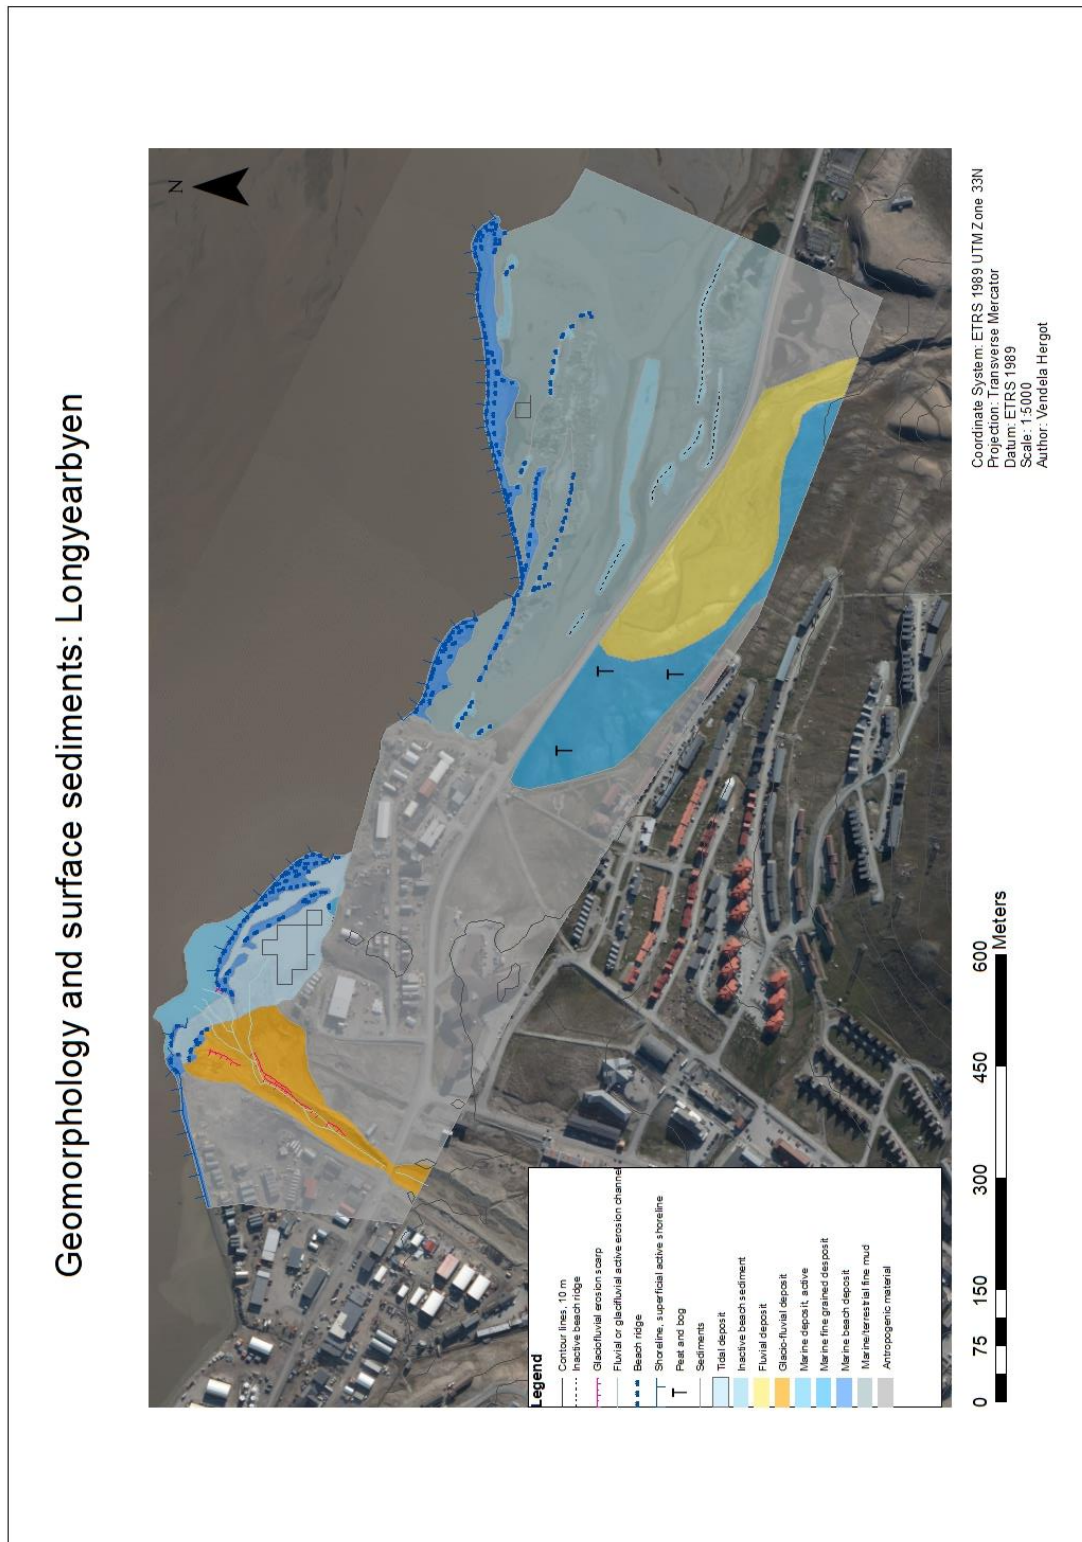 Geomorphology and surface sediments: Longyearbyen
N
Legend
Contour lines, 10 m
Inactive beach ridge
Glaciofluvial erosion scarp
Fluvial or glacifluvial active erosion channel
Beach ridge
Shoreline, superficial active shoreline
Peat and bog
Sediments
Tidal deposit
Inactive beach sediment
Fluvial deposit
Glacio-fluvial deposit
Marine deposit, active
Marine fine grained desposit
Marine beach deposit
Marine/terrestrial fine mud
Antropogenic material
0 75 150 300 450 600
Meters
Coordinate System: ETRS 1989 UTM Zone 33N
Projection: Transverse Mercator
Datum: ETRS 1989
Scale: 1:5000
Author: Vendela Hergot